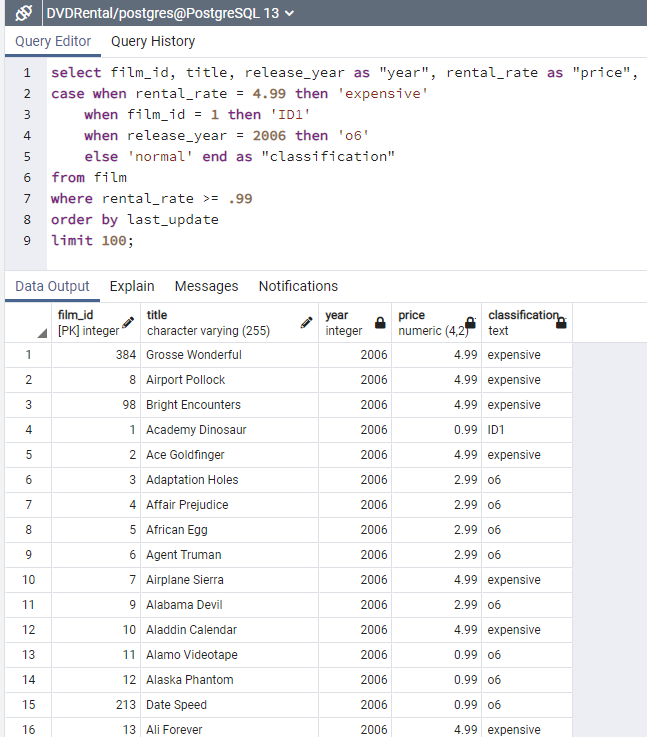 DVDRental/postgres@PostgreSQL 13
Query Editor Query History
1 select film_id, title, release_year as "year", rental_rate as "price",
2 case when rental_rate = 4.99 then 'expensive'
3 when film_id = 1 then 'ID1'
4 when release_year = 2006 then 'o6'
5 else 'normal' end as "classification"
6 from film
7 where rental_rate >= .99
8 order by last_update
9 limit 100;
Data Output Explain Messages Notifications
film_id title year price classification
[PK] integer character varying (255) integer numeric (4,2) text
1 384 Grosse Wonderful 2006 4.99 expensive
2 8 Airport Pollock 2006 4.99 expensive
3 98 Bright Encounters 2006 4.99 expensive
4 1 Academy Dinosaur 2006 0.99 ID1
5 2 Ace Goldfinger 2006 4.99 expensive
6 3 Adaptation Holes 2006 2.99 o6
7 4 Affair Prejudice 2006 2.99 o6
8 5 African Egg 2006 2.99 o6
9 6 Agent Truman 2006 2.99 o6
10 7 Airplane Sierra 2006 4.99 expensive
11 9 Alabama Devil 2006 2.99 o6
12 10 Aladdin Calendar 2006 4.99 expensive
13 11 Alamo Videotape 2006 0.99 o6
14 12 Alaska Phantom 2006 0.99 o6
15 213 Date Speed 2006 0.99 o6
16 13 Ali Forever 2006 4.99 expensive